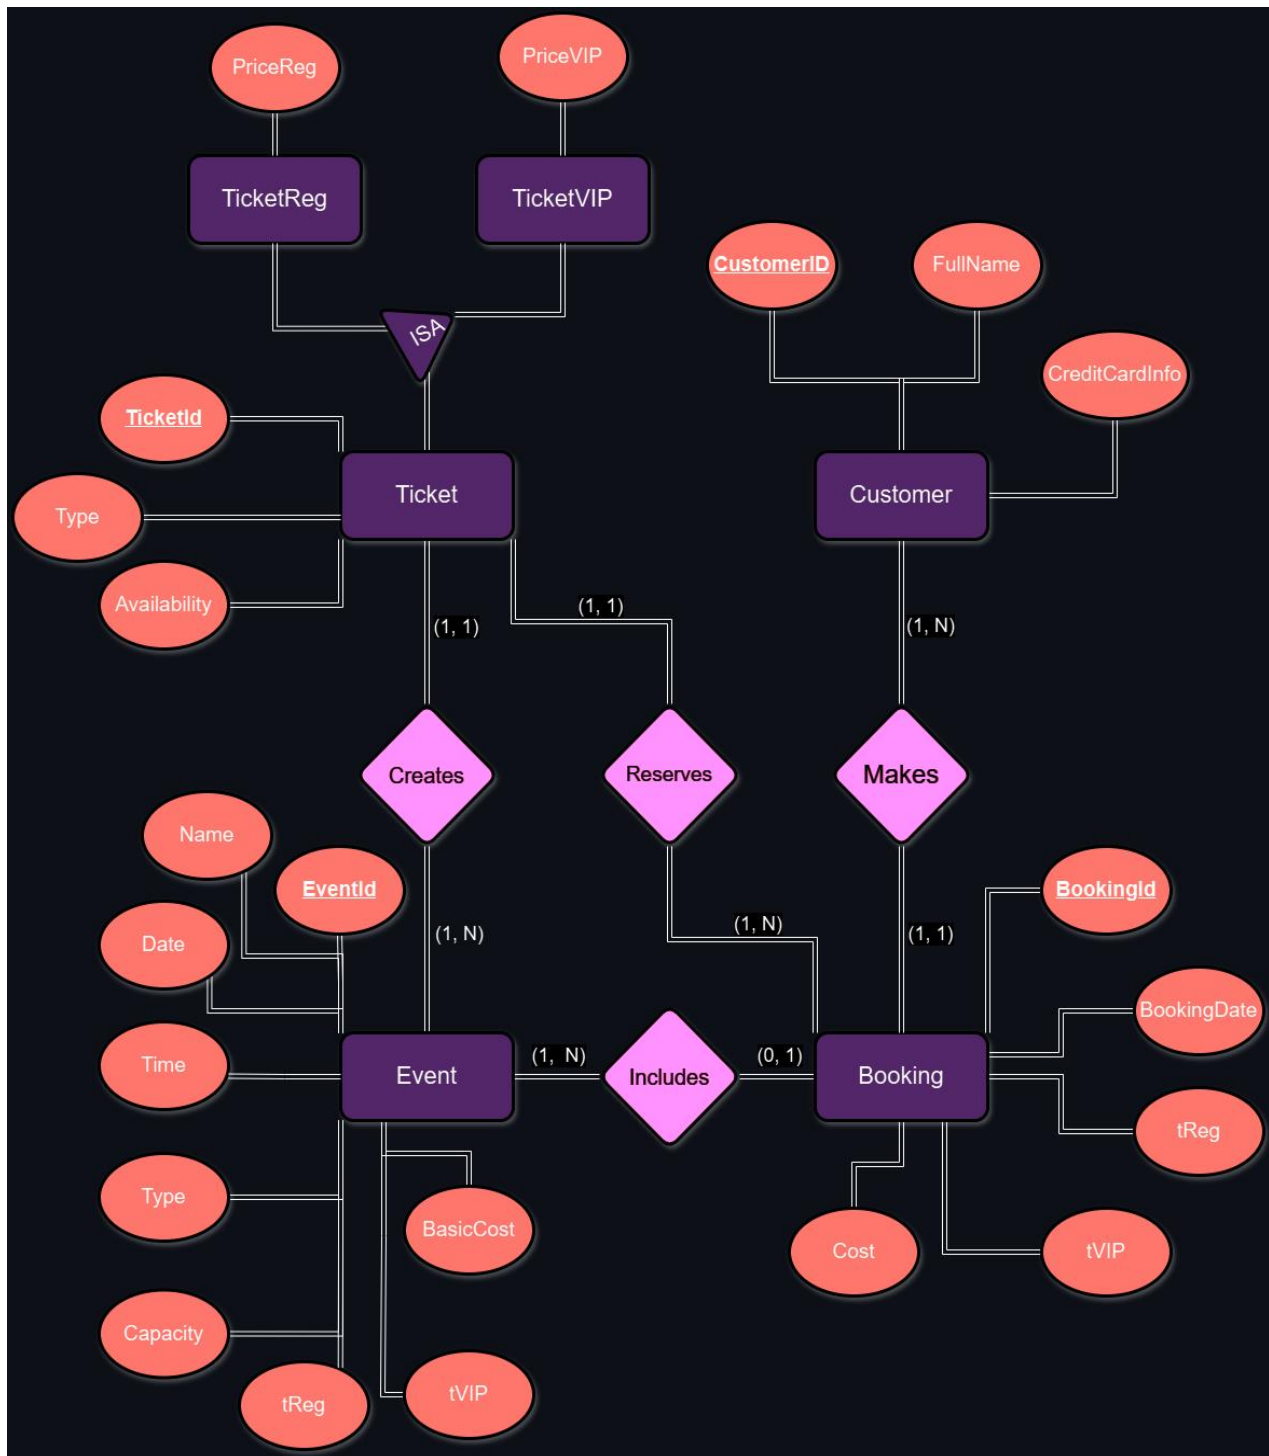 PriceReg
PriceVIP
TicketReg
TicketVIP
CustomerID
FullName
ISA
CreditCardInfo
TicketId
Ticket
Customer
Type
Availability
(1, 1)
(1, 1)
(1, N)
Creates
Reserves
Makes
Name
EventId
BookingId
Date
(1, N)
(1, N)
(1, 1)
BookingDate
Time
Event
(1, N)
Includes
(0, 1)
Booking
tReg
Type
BasicCost
Cost
tVIP
Capacity
tReg
tVIP